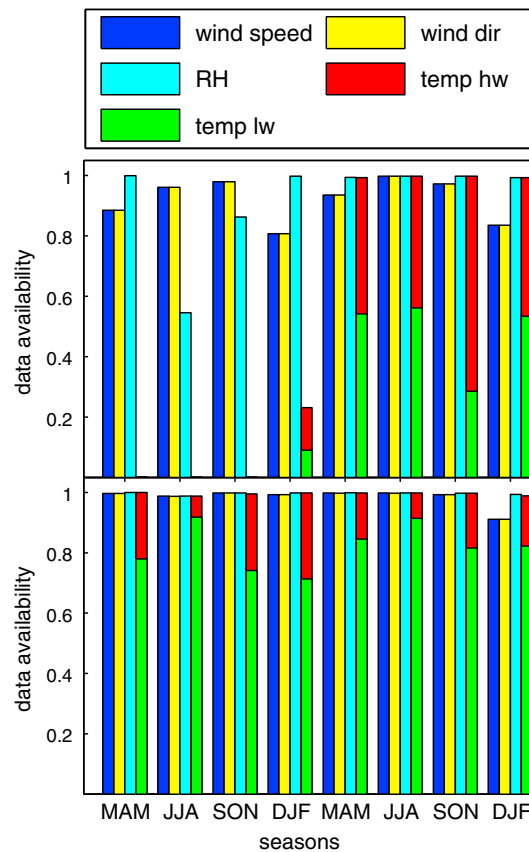 wind speed
wind dir
RH
temp hw
temp lw
1
0.8
0.6
0.4
0.2
data availability
1
0.8
0.6
0.4
0.2
data availability
MAM JJA SON DJF MAM JJA SON DJF
seasons